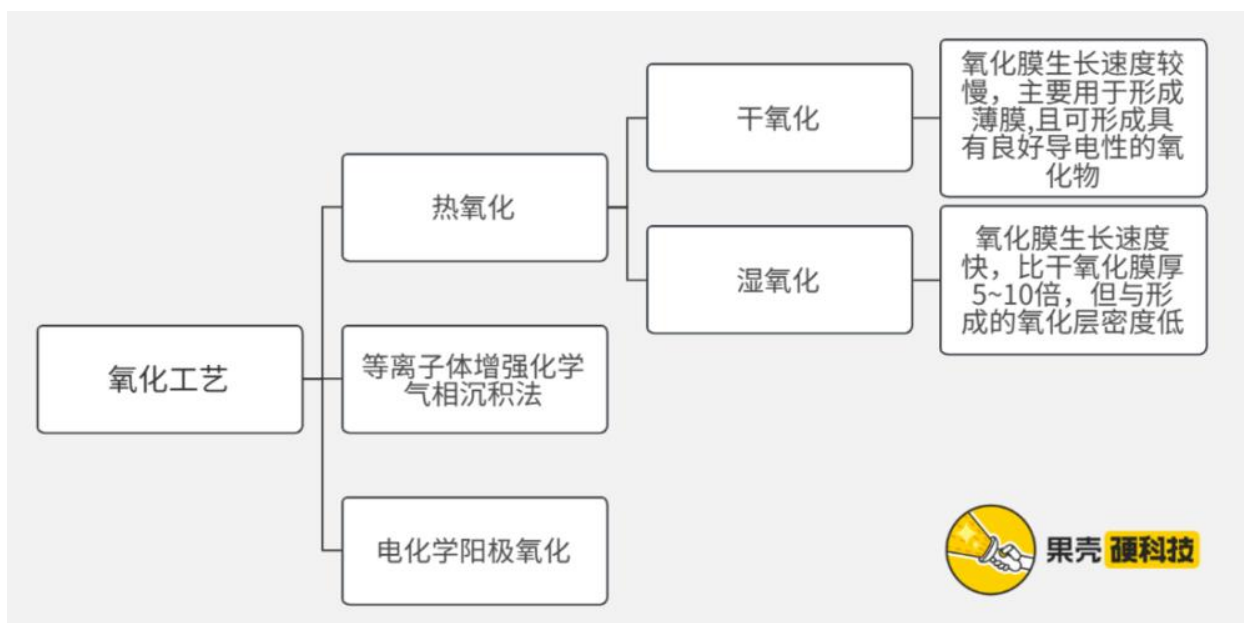 氧化工艺
热氧化
等离子体增强化学
气相沉积法
电化学阳极氧化
干氧化
湿氧化
氧化膜生长速度较
慢，主要用于形成
薄膜,且可形成具
有良好导电性的氧
化物
氧化膜生长速度
快，比干氧化膜厚
5~10倍，但与形
成的氧化层密度低
果壳 硬科技